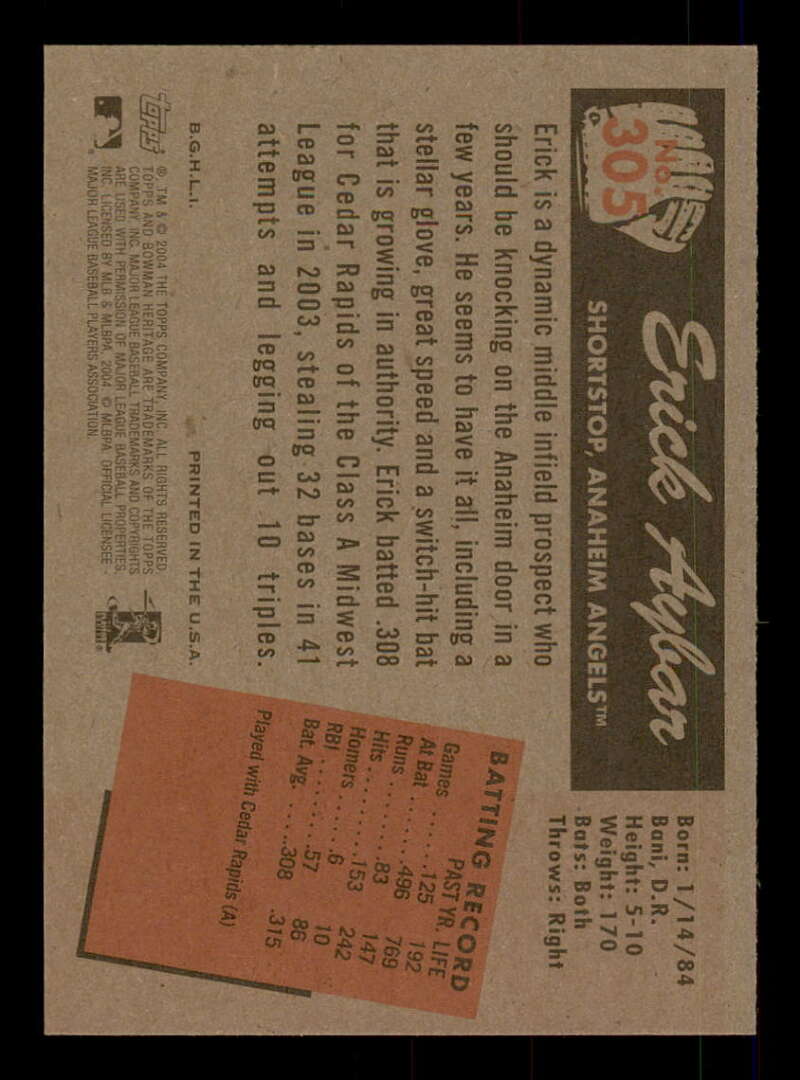 No.
305
Erick Aybar
SHORTSTOP, ANAHEIM ANGELS™
Born: 1/14/84
Bani, D.R.
Height: 5-10
Weight: 170
Bats: Both
Throws: Right
Erick is a dynamic middle infield prospect who
should be knocking on the Anaheim door in a
few years. He seems to have it all, including a
stellar glove, great speed and a switch-hit bat
that is growing in authority. Erick batted .308
for Cedar Rapids of the Class A Midwest
League in 2003, stealing 32 bases in 41
attempts and legging out 10 triples.
BATTING RECORD
PAST YR. LIFE
Games ......125 192
At Bat .......496 769
Runs ........83 147
Hits .........153 242
Homers ......6 10
RBI .........57 86
Bat. Avg. .....308 .315
Played with Cedar Rapids (A)
B.G.H.L.I. PRINTED IN THE U.S.A.
Topps
®, TM & © 2004 THE TOPPS COMPANY, INC. ALL RIGHTS RESERVED.
TOPPS AND BOWMAN HERITAGE ARE TRADEMARKS OF THE TOPPS
COMPANY, INC. MAJOR LEAGUE BASEBALL TRADEMARKS AND COPYRIGHTS
ARE USED WITH PERMISSION OF MAJOR LEAGUE BASEBALL PROPERTIES,
INC. LICENSED BY MLB & MLBPA, 2004. © MLBPA. OFFICIAL LICENSEE -
MAJOR LEAGUE BASEBALL PLAYERS ASSOCIATION.